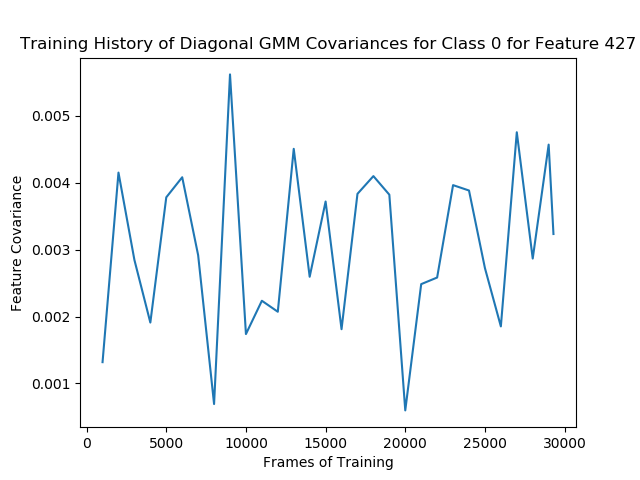 Training History of Diagonal GMM Covariances for Class 0 for Feature 427
0.005
0.004
0.003
0.002
0.001
Feature Covariance
0 5000 10000 15000 20000 25000 30000
Frames of Training